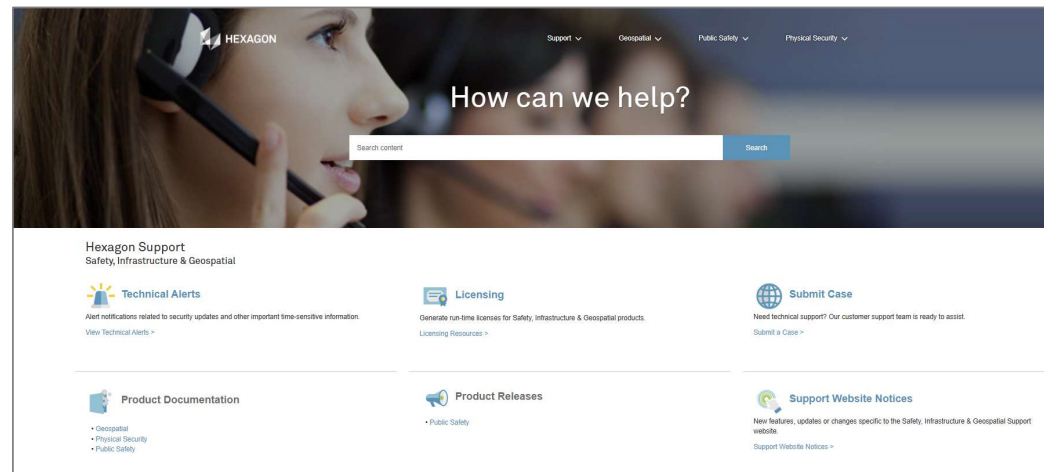 HEXAGON
Support
Geospatial
Public Safety
Physical Security
How can we help?
Search content
Search
Hexagon Support
Safety, Infrastructure & Geospatial
Technical Alerts
Alert notifications related to security updates and other important time-sensitive information.
View Technical Alerts >
Licensing
Generate run-time licenses for Safety, Infrastructure & Geospatial products.
Licensing Resources >
Submit Case
Need technical support? Our customer support team is ready to assist.
Submit a Case >
Product Documentation
• Geospatial
• Physical Security
• Public Safety
Product Releases
• Public Safety
Support Website Notices
New features, updates or changes specific to the Safety, Infrastructure & Geospatial Support
website.
Support Website Notices >